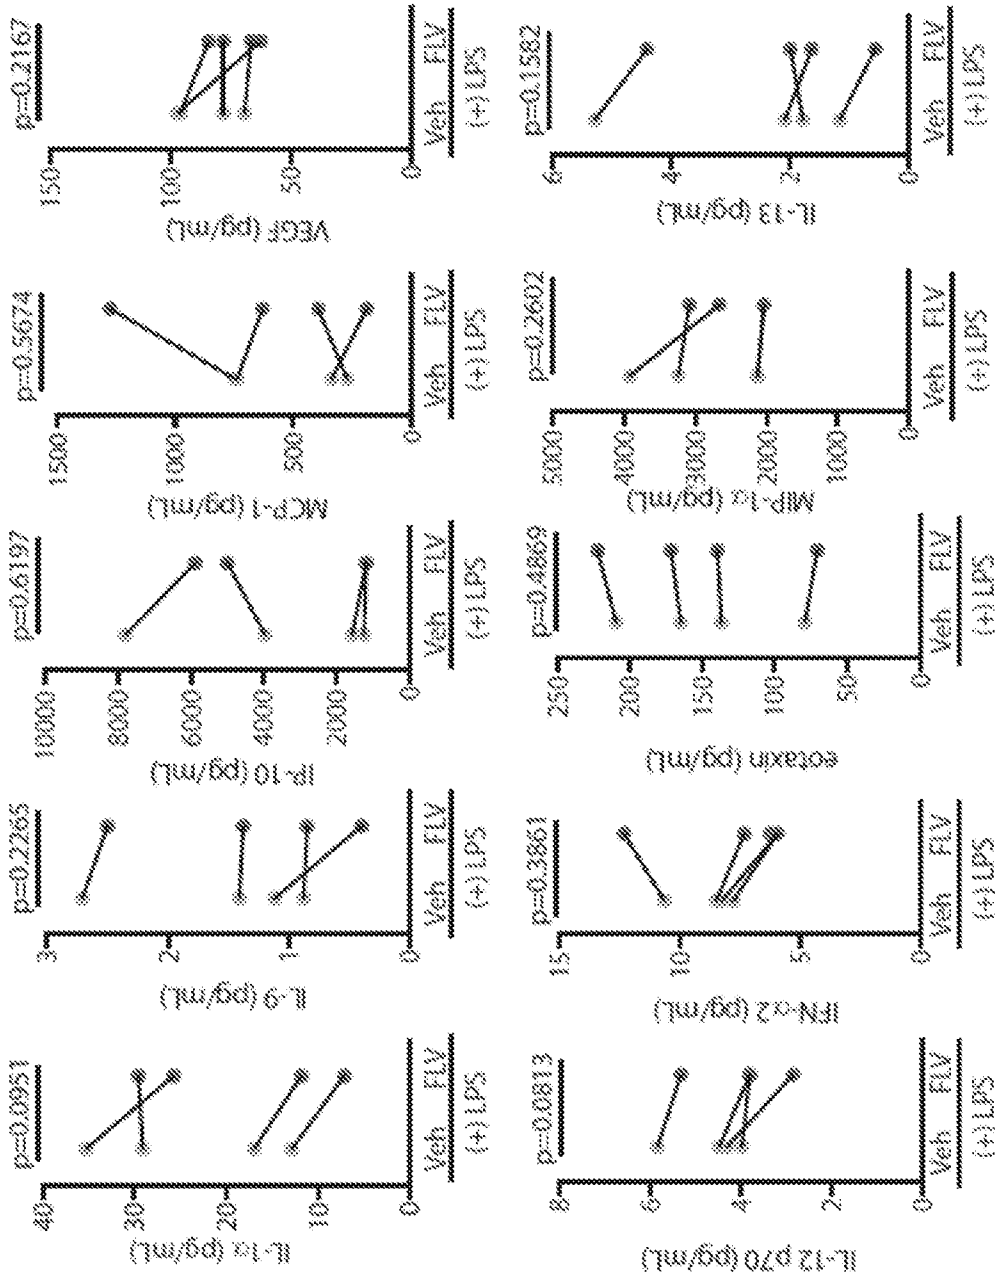 p=0.0951
IL-1α (pg/mL)
40
30
20
10
0
Veh FLV
(+) LPS
p=0.2265
IL-9 (pg/mL)
3
2
1
0
Veh FLV
(+) LPS
p=0.6197
IP-10 (pg/mL)
10000
8000
6000
4000
2000
0
Veh FLV
(+) LPS
p=0.5674
MCP-1 (pg/mL)
1500
1000
500
0
Veh FLV
(+) LPS
p=0.2167
VEGF (pg/mL)
150
100
50
0
Veh FLV
(+) LPS
p=0.0813
IL-12 p70 (pg/mL)
8
6
4
2
0
Veh FLV
(+) LPS
p=0.3861
IFN-α2 (pg/mL)
15
10
5
0
Veh FLV
(+) LPS
p=0.4869
eotaxin (pg/mL)
250
200
150
100
50
0
Veh FLV
(+) LPS
p=0.2602
MIP-1α (pg/mL)
5000
4000
3000
2000
1000
0
Veh FLV
(+) LPS
p=0.1582
IL-13 (pg/mL)
6
4
2
0
Veh FLV
(+) LPS